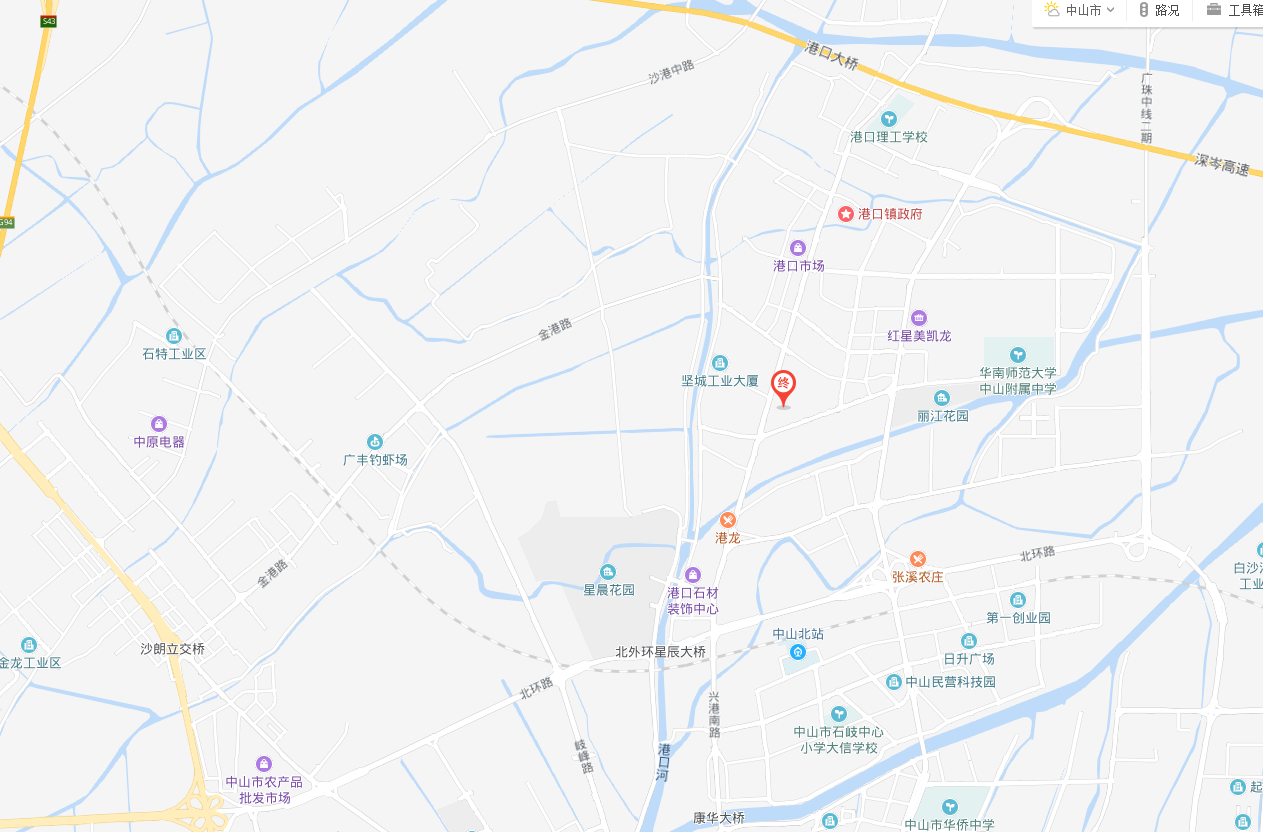 S43
中山市
路况
工具箱
港口大桥
沙港中路
广珠中线二期
港口理工学校
深岑高速
G94
港口镇政府
港口市场
金港路
红星美凯龙
石特工业区
坚城工业大厦
终
华南师范大学
中山附属中学
丽江花园
中原电器
广丰钓虾场
港龙
北环路
张溪农庄
金港路
星晨花园
港口石材
装饰中心
白沙湾
工业
第一创业园
中山北站
金龙工业区
沙朗立交桥
北外环星辰大桥
日升广场
北环路
中山民营科技园
兴港南路
中山市石岐中心
小学大信学校
岐峰路
港口河
中山市农产品
批发市场
起
康华大桥
中山市华侨中学